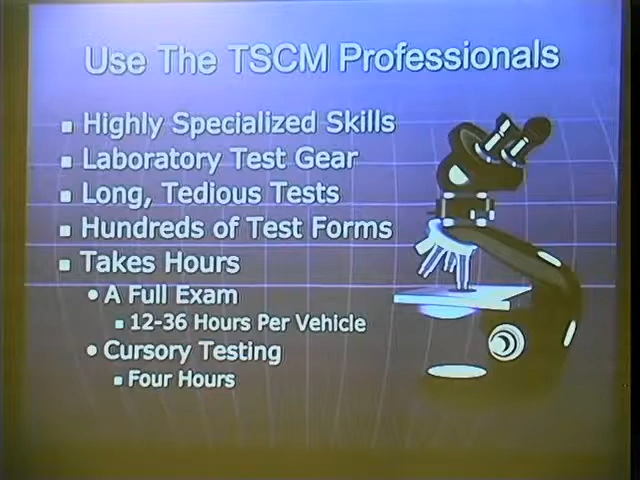 Use The TSCM Professionals
Highly Specialized Skills
Laboratory Test Gear
Long, Tedious Tests
Hundreds of Test Forms
Takes Hours
A Full Exam
12-36 Hours Per Vehicle
Cursory Testing
Four Hours